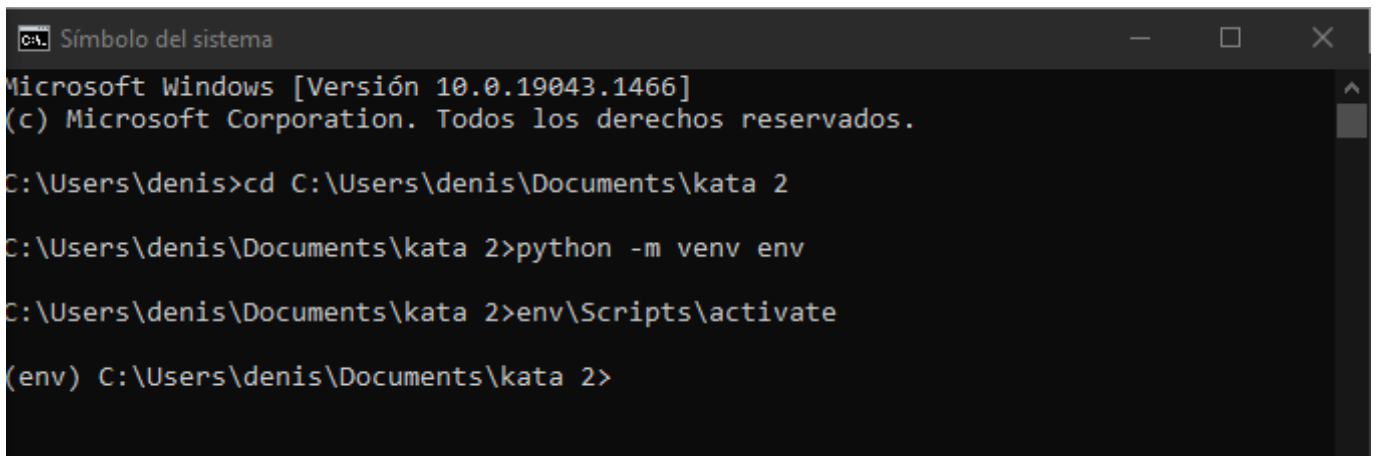 Símbolo del sistema
Microsoft Windows [Versión 10.0.19043.1466]
(c) Microsoft Corporation. Todos los derechos reservados.
C:\Users\denis>cd C:\Users\denis\Documents\kata 2
C:\Users\denis\Documents\kata 2>python -m venv env
C:\Users\denis\Documents\kata 2>env\Scripts\activate
(env) C:\Users\denis\Documents\kata 2>